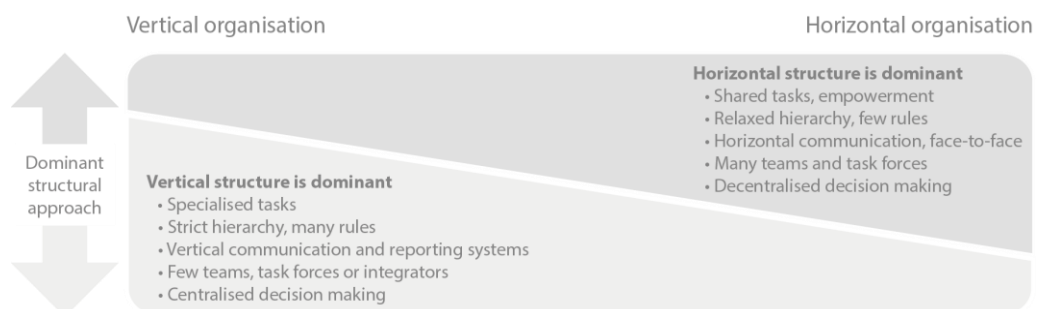 Vertical organisation
Horizontal organisation
Dominant
structural
approach
Vertical structure is dominant
• Specialised tasks
• Strict hierarchy, many rules
• Vertical communication and reporting systems
• Few teams, task forces or integrators
• Centralised decision making
Horizontal structure is dominant
• Shared tasks, empowerment
• Relaxed hierarchy, few rules
• Horizontal communication, face-to-face
• Many teams and task forces
• Decentralised decision making